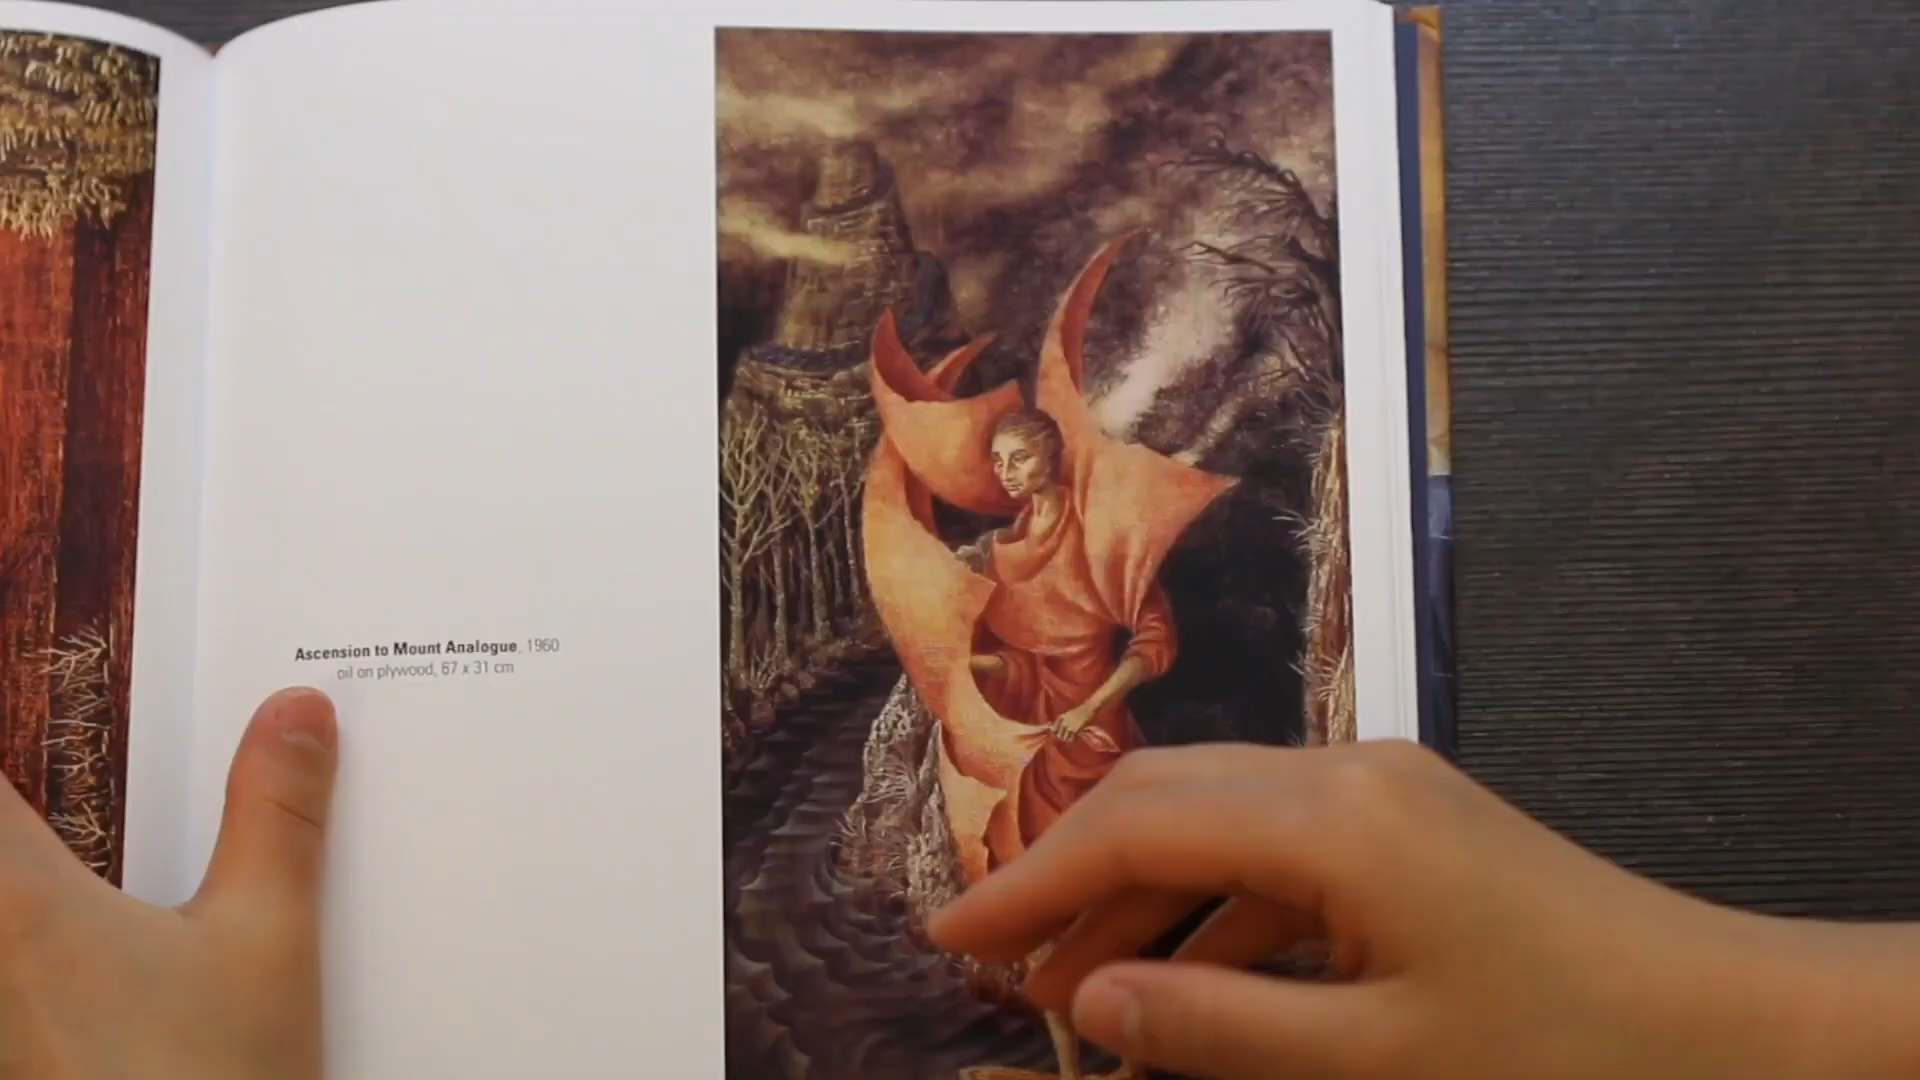 Ascension to Mount Analogue, 1960
oil on plywood, 67 x 31 cm